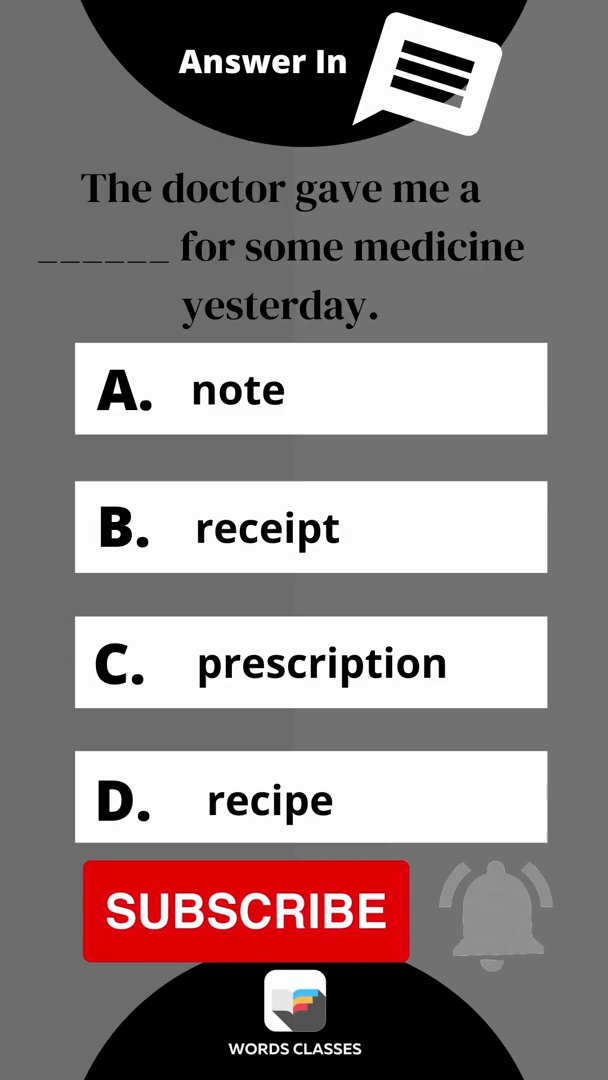 Answer In
The doctor gave me a
______ for some medicine
yesterday.
A. note
B. receipt
C. prescription
D. recipe
SUBSCRIBE
WORDS CLASSES